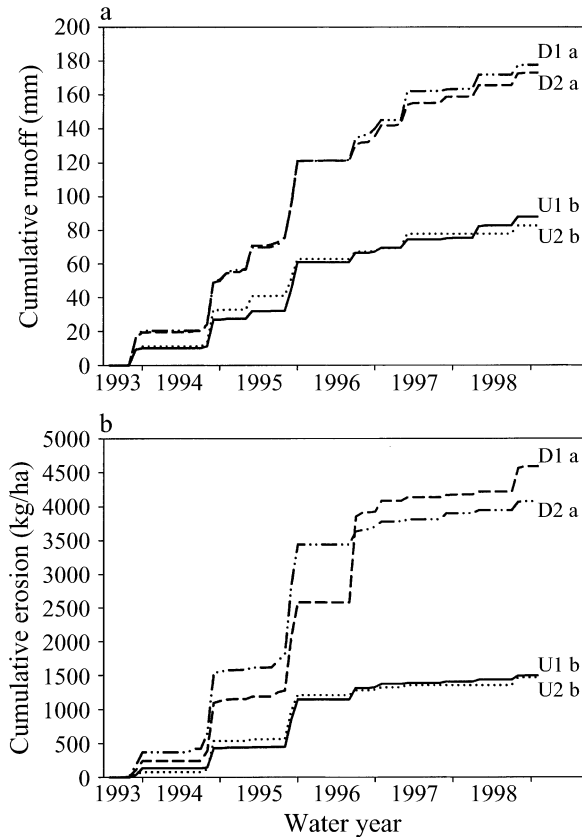 a
200
180
160
140
120
100
80
60
40
20
0
Cumulative runoff (mm)
D1 a
D2 a
U1 b
U2 b
1993 1994 1995 1996 1997 1998
b
5000
4500
4000
3500
3000
2500
2000
1500
1000
500
0
Cumulative erosion (kg/ha)
D1 a
D2 a
U1 b
U2 b
1993 1994 1995 1996 1997 1998
Water year